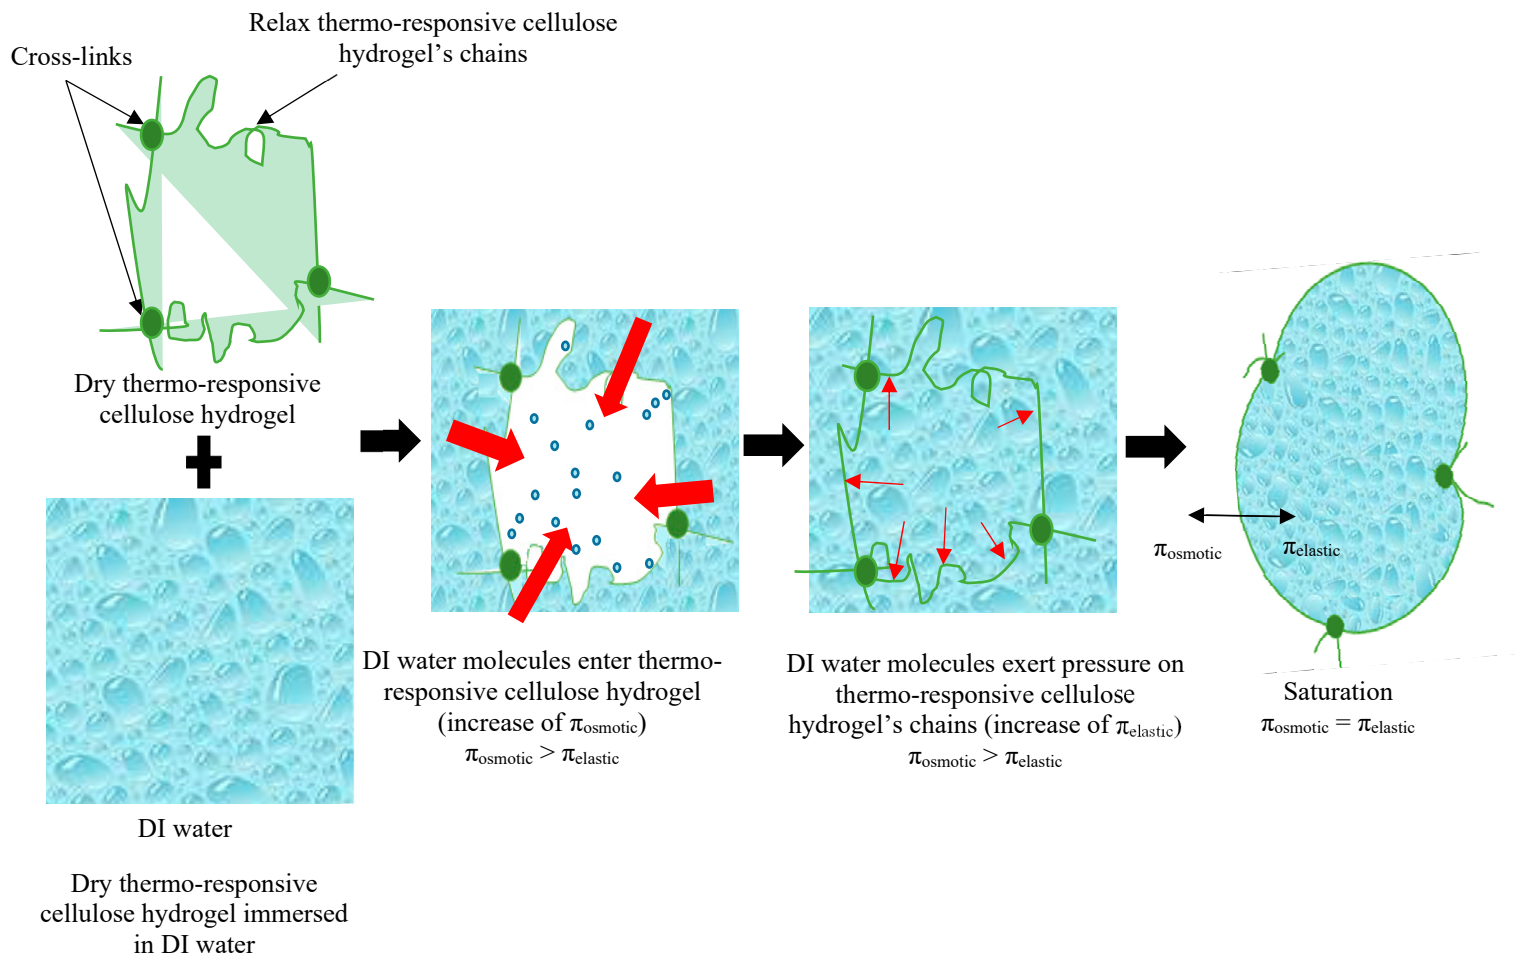 Relax thermo-responsive cellulose
hydrogel’s chains
Cross-links
Dry thermo-responsive
cellulose hydrogel
DI water
Dry thermo-responsive
cellulose hydrogel immersed
in DI water
DI water molecules enter thermo-
responsive cellulose hydrogel
(increase of πosmotic)
πosmotic > πelastic
DI water molecules exert pressure on
thermo-responsive cellulose
hydrogel’s chains (increase of πelastic)
πosmotic > πelastic
πosmotic
πelastic
Saturation
πosmotic = πelastic